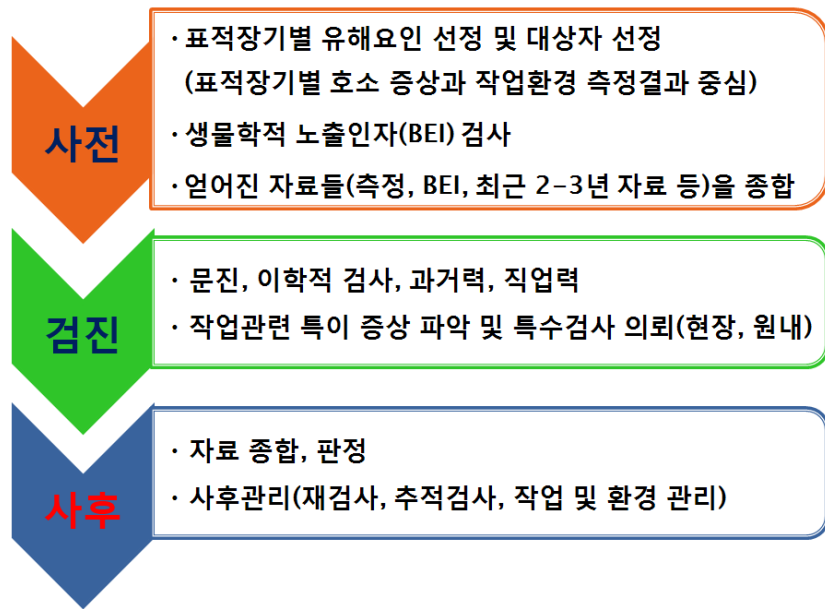 사전
· 표적장기별 유해요인 선정 및 대상자 선정
(표적장기별 호소 증상과 작업환경 측정결과 중심)
· 생물학적 노출인자(BEI) 검사
· 얻어진 자료들(측정, BEI, 최근 2-3년 자료 등)을 종합
검진
· 문진, 이학적 검사, 과거력, 직업력
· 작업관련 특이 증상 파악 및 특수검사 의뢰(현장, 원내)
사후
· 자료 종합, 판정
· 사후관리(재검사, 추적검사, 작업 및 환경 관리)